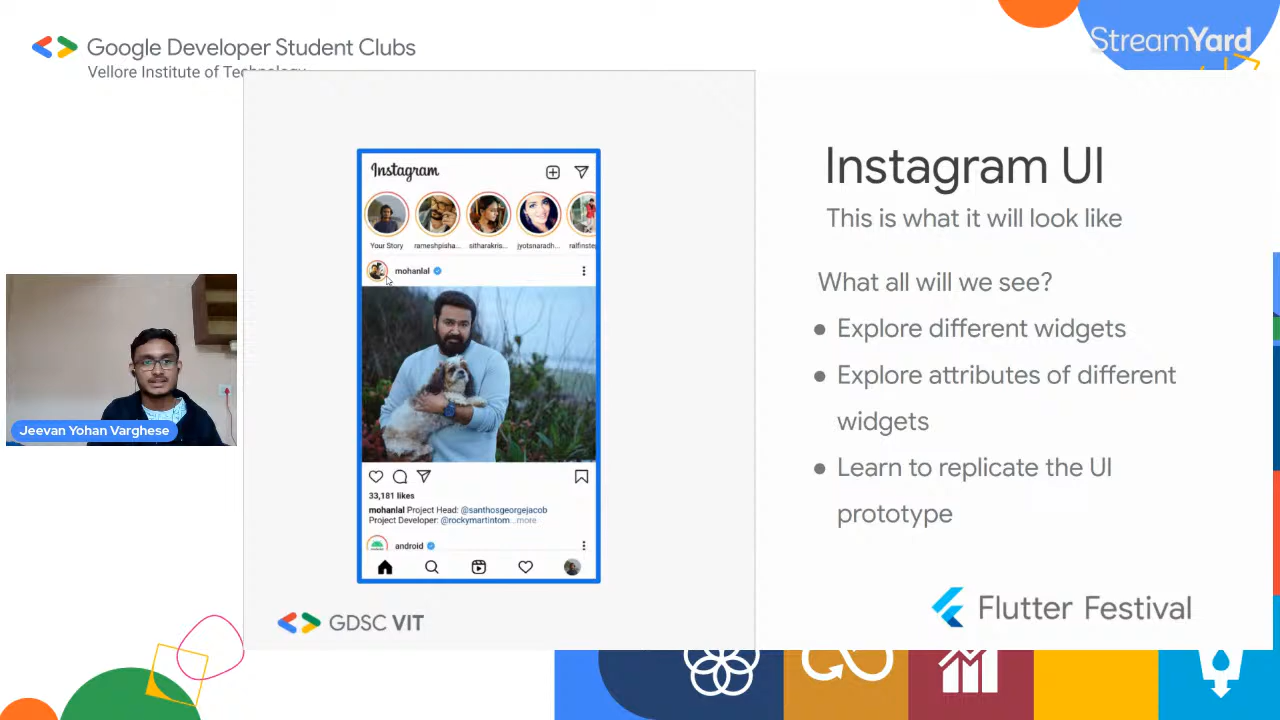 Google Developer Student Clubs
Vellore Institute of Technology
StreamYard
Instagram
Your Story
rameshpisha...
sitharakris...
jyotsnaradh...
ralfinstep
mohanlal
33,181 likes
mohanlal Project Head: @santhosgeorgejacob
Project Developer: @rockymartintom...more
android
GDSC VIT
Instagram UI
This is what it will look like
What all will we see?
● Explore different widgets
● Explore attributes of different
widgets
● Learn to replicate the UI
prototype
Flutter Festival
Jeevan Yohan Varghese